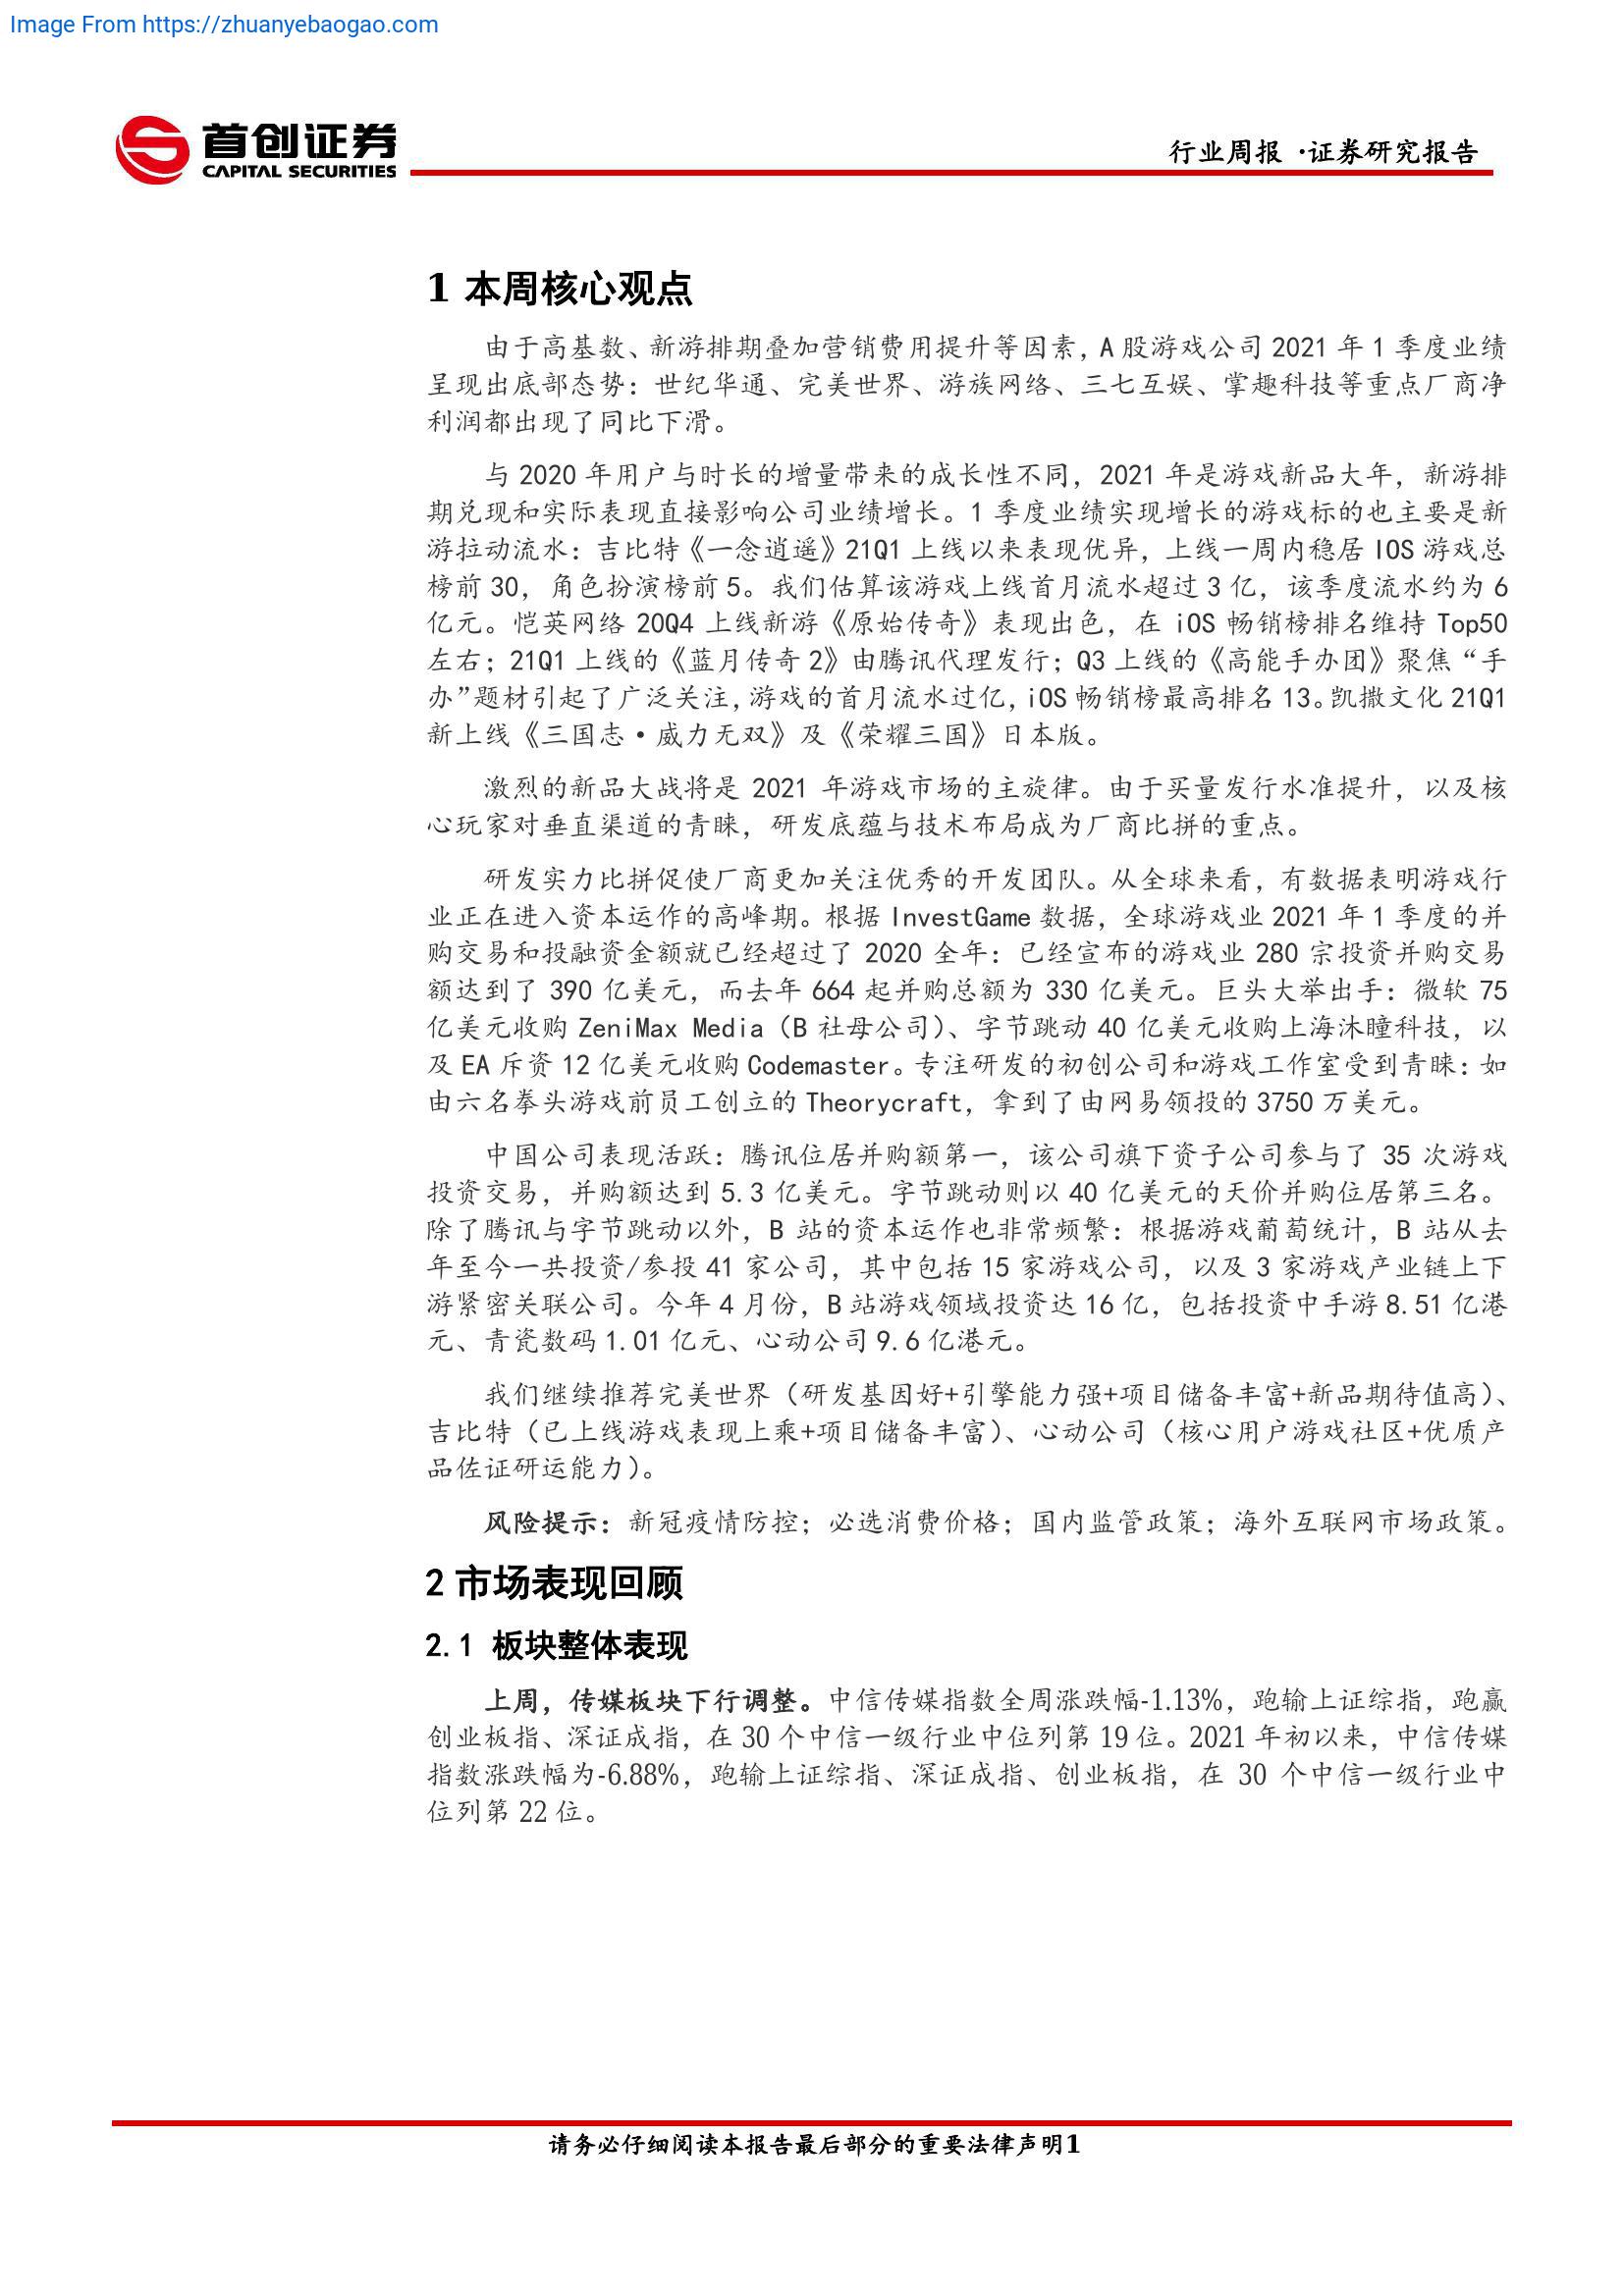 Image From https://zhuanyebaogao.com
首创证券
CAPITAL SECURITIES
行业周报 ·证券研究报告
1 本周核心观点
由于高基数、新游排期叠加营销费用提升等因素，A 股游戏公司 2021 年 1 季度业绩
呈现出底部态势：世纪华通、完美世界、游族网络、三七互娱、掌趣科技等重点厂商净
利润都出现了同比下滑。
与 2020 年用户与时长的增量带来的成长性不同，2021 年是游戏新品大年，新游排
期兑现和实际表现直接影响公司业绩增长。1 季度业绩实现增长的游戏标的也主要是新
游拉动流水：吉比特《一念逍遥》21Q1 上线以来表现优异，上线一周内稳居 IOS 游戏总
榜前 30，角色扮演榜前 5。我们估算该游戏上线首月流水超过 3 亿，该季度流水约为 6
亿元。恺英网络 20Q4 上线新游《原始传奇》表现出色，在 iOS 畅销榜排名维持 Top50
左右；21Q1 上线的《蓝月传奇 2》由腾讯代理发行；Q3 上线的《高能手办团》聚焦“手
办”题材引起了广泛关注，游戏的首月流水过亿，iOS 畅销榜最高排名 13。凯撒文化 21Q1
新上线《三国志·威力无双》及《荣耀三国》日本版。
激烈的新品大战将是 2021 年游戏市场的主旋律。由于买量发行水准提升，以及核
心玩家对垂直渠道的青睐，研发底蕴与技术布局成为厂商比拼的重点。
研发实力比拼促使厂商更加关注优秀的开发团队。从全球来看，有数据表明游戏行
业正在进入资本运作的高峰期。根据 InvestGame 数据，全球游戏业 2021 年 1 季度的并
购交易和投融资金额就已经超过了 2020 全年：已经宣布的游戏业 280 宗投资并购交易
额达到了 390 亿美元，而去年 664 起并购总额为 330 亿美元。巨头大举出手：微软 75
亿美元收购 ZeniMax Media（B 社母公司）、字节跳动 40 亿美元收购上海沐瞳科技，以
及 EA 斥资 12 亿美元收购 Codemaster。专注研发的初创公司和游戏工作室受到青睐：如
由六名拳头游戏前员工创立的 Theorycraft，拿到了由网易领投的 3750 万美元。
中国公司表现活跃：腾讯位居并购额第一，该公司旗下资子公司参与了 35 次游戏
投资交易，并购额达到 5.3 亿美元。字节跳动则以 40 亿美元的天价并购位居第三名。
除了腾讯与字节跳动以外，B 站的资本运作也非常频繁：根据游戏葡萄统计，B 站从去
年至今一共投资/参投 41 家公司，其中包括 15 家游戏公司，以及 3 家游戏产业链上下
游紧密关联公司。今年 4 月份，B 站游戏领域投资达 16 亿，包括投资中手游 8.51 亿港
元、青瓷数码 1.01 亿元、心动公司 9.6 亿港元。
我们继续推荐完美世界（研发基因好+引擎能力强+项目储备丰富+新品期待值高）、
吉比特（已上线游戏表现上乘+项目储备丰富）、心动公司（核心用户游戏社区+优质产
品佐证研运能力）。
风险提示：新冠疫情防控；必选消费价格；国内监管政策；海外互联网市场政策。
2 市场表现回顾
2.1 板块整体表现
上周，传媒板块下行调整。中信传媒指数全周涨跌幅-1.13%，跑输上证综指，跑赢
创业板指、深证成指，在 30 个中信一级行业中位列第 19 位。2021 年初以来，中信传媒
指数涨跌幅为-6.88%，跑输上证综指、深证成指、创业板指，在 30 个中信一级行业中
位列第 22 位。
请务必仔细阅读本报告最后部分的重要法律声明1